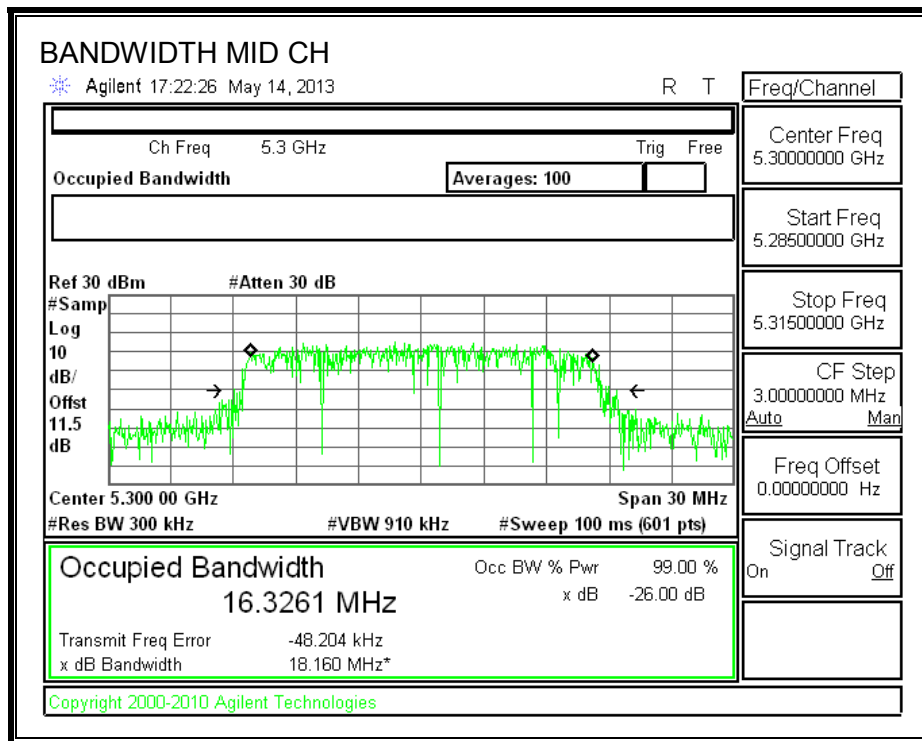 BANDWIDTH MID CH
Agilent 17:22:26 May 14, 2013 R T
Freq/Channel
Ch Freq 5.3 GHz Trig Free
Occupied Bandwidth Averages: 100
Center Freq
5.30000000 GHz
Start Freq
5.28500000 GHz
Stop Freq
5.31500000 GHz
CF Step
3.00000000 MHz
Auto Man
Freq Offset
0.00000000 Hz
Signal Track
On Off
Ref 30 dBm #Atten 30 dB
#Samp
Log
10
dB/
Offst
11.5
dB
Center 5.300 00 GHz Span 30 MHz
#Res BW 300 kHz #VBW 910 kHz #Sweep 100 ms (601 pts)
Occupied Bandwidth Occ BW % Pwr 99.00 %
16.3261 MHz x dB -26.00 dB
Transmit Freq Error -48.204 kHz
x dB Bandwidth 18.160 MHz*
Copyright 2000-2010 Agilent Technologies